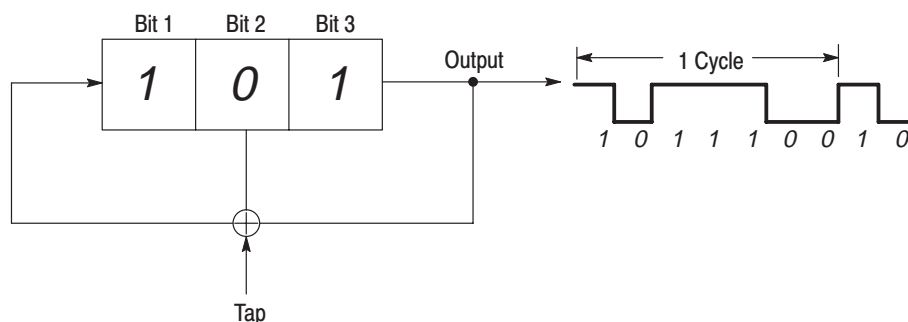 Bit 1 Bit 2 Bit 3
1 0 1
Output
1 Cycle
1 0 1 1 1 0 0 1 0
Tap